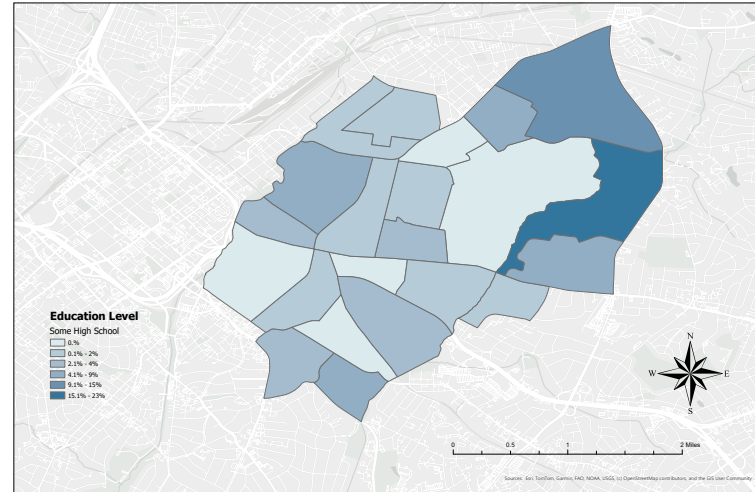 Education Level
Some High School
0.%
0.1% - 2%
2.1% - 4%
4.1% - 9%
9.1% - 15%
15.1% - 23%
N
W
E
S
0
0.5
1
2 Miles
Sources: Esri, TomTom, Garmin, FAO, NOAA, USGS, (c) OpenStreetMap contributors, and the GIS User Community